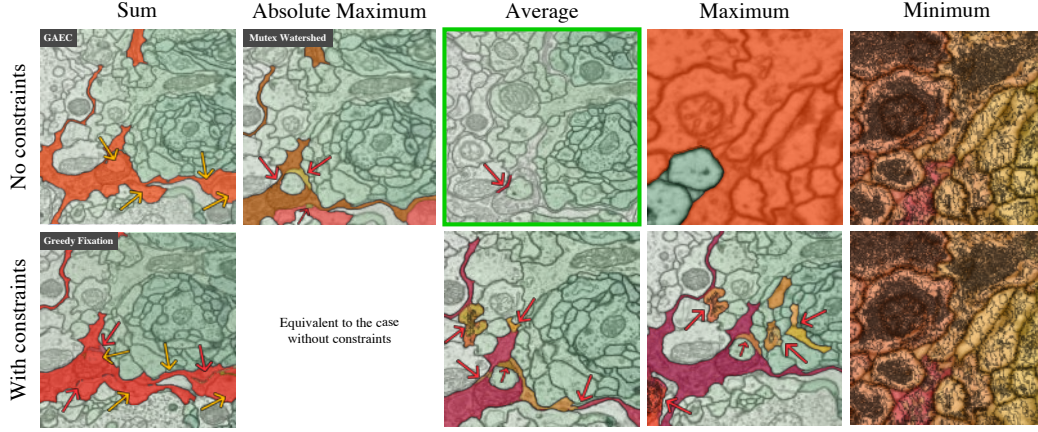 Sum Absolute Maximum Average Maximum Minimum
No constraints
GAEC
Mutex Watershed
With constraints
Greedy Fixation
Equivalent to the case
without constraints